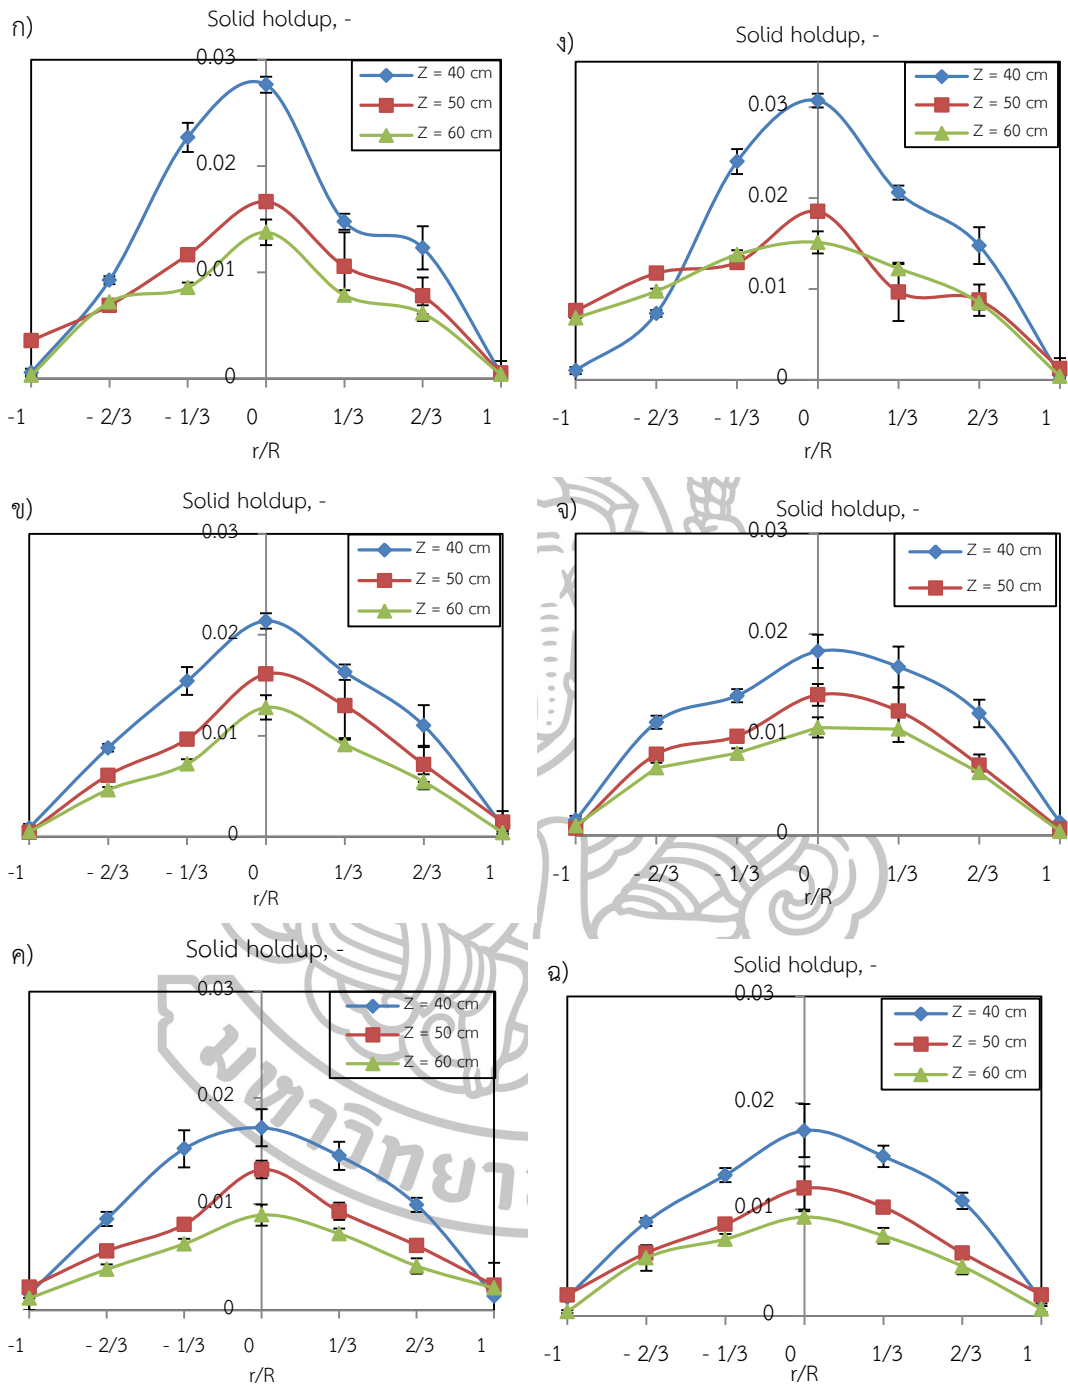 ก)
Solid holdup, -
0.03
0.02
0.01
0
Z = 40 cm
Z = 50 cm
Z = 60 cm
-1 - 2/3 - 1/3 0 1/3 2/3 1
r/R
ง)
Solid holdup, -
0.03
0.02
0.01
0
Z = 40 cm
Z = 50 cm
Z = 60 cm
-1 - 2/3 - 1/3 0 1/3 2/3 1
r/R
ข)
Solid holdup, -
0.03
0.02
0.01
0
Z = 40 cm
Z = 50 cm
Z = 60 cm
-1 - 2/3 - 1/3 0 1/3 2/3 1
r/R
จ)
Solid holdup, -
0.03
0.02
0.01
0
Z = 40 cm
Z = 50 cm
-1 - 2/3 - 1/3 0 1/3 2/3 1
r/R
ค)
Solid holdup, -
0.03
0.02
0.01
0
Z = 40 cm
Z = 50 cm
Z = 60 cm
-1 - 2/3 - 1/3 0 1/3 2/3 1
r/R
มหาวิทยา
ฉ)
Solid holdup, -
0.03
0.02
0.01
0
Z = 40 cm
Z = 50 cm
Z = 60 cm
-1 - 2/3 - 1/3 0 1/3 2/3 1
r/R